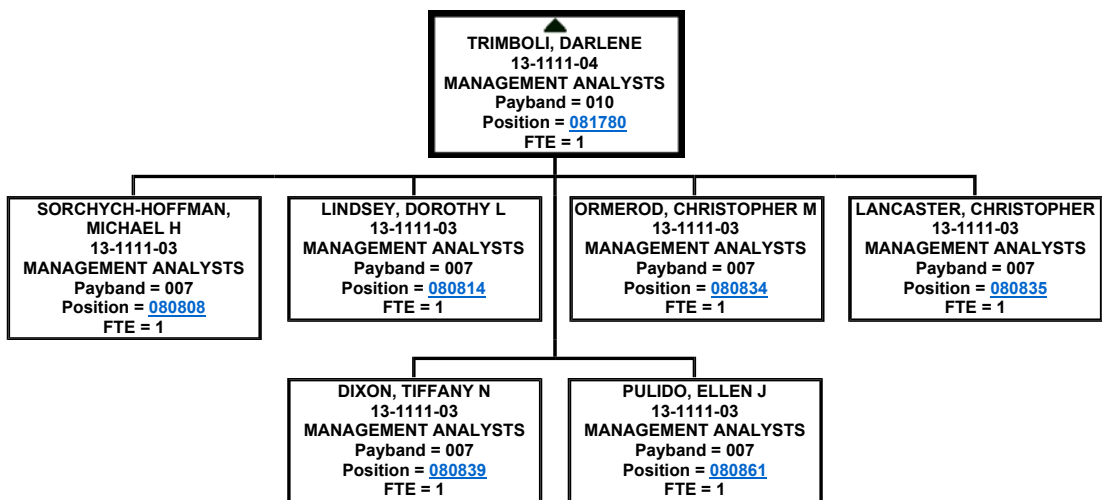 TRIMBOLI, DARLENE
13-1111-04
MANAGEMENT ANALYSTS
Payband = 010
Position = 081780
FTE = 1
SORCHYCH-HOFFMAN,
MICHAEL H
13-1111-03
MANAGEMENT ANALYSTS
Payband = 007
Position = 080808
FTE = 1
LINDSEY, DOROTHY L
13-1111-03
MANAGEMENT ANALYSTS
Payband = 007
Position = 080814
FTE = 1
ORMEROD, CHRISTOPHER M
13-1111-03
MANAGEMENT ANALYSTS
Payband = 007
Position = 080834
FTE = 1
LANCASTER, CHRISTOPHER
13-1111-03
MANAGEMENT ANALYSTS
Payband = 007
Position = 080835
FTE = 1
DIXON, TIFFANY N
13-1111-03
MANAGEMENT ANALYSTS
Payband = 007
Position = 080839
FTE = 1
PULIDO, ELLEN J
13-1111-03
MANAGEMENT ANALYSTS
Payband = 007
Position = 080861
FTE = 1